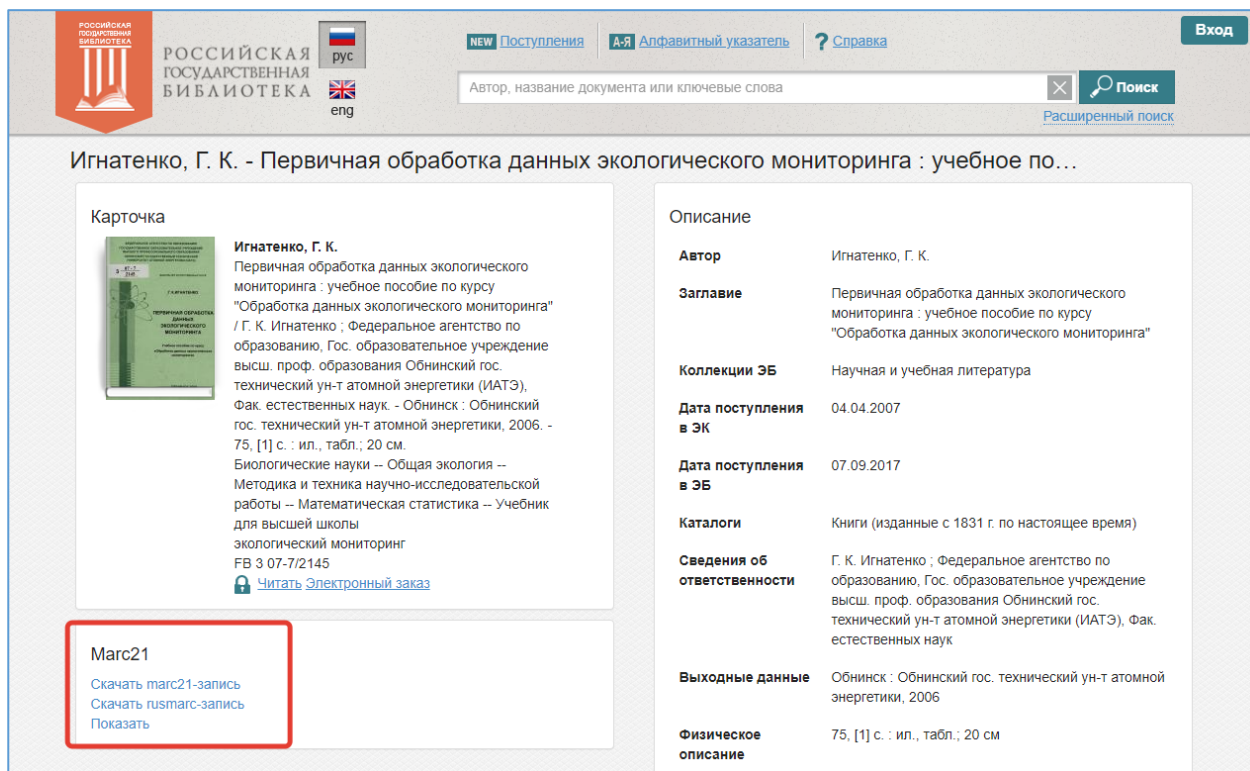 РОССИЙСКАЯ
ГОСУДАРСТВЕННАЯ
БИБЛИОТЕКА
РОССИЙСКАЯ
ГОСУДАРСТВЕННАЯ
БИБЛИОТЕКА
рус
eng
NEW Поступления
А-Я Алфавитный указатель
? Справка
Вход
Автор, название документа или ключевые слова
Поиск
Расширенный поиск
Игнатенко, Г. К. - Первичная обработка данных экологического мониторинга : учебное по…
Карточка
Г.К.ИГНАТЕНКО
ПЕРВИЧНАЯ ОБРАБОТКА
ДАННЫХ
ЭКОЛОГИЧЕСКОГО
МОНИТОРИНГА
Игнатенко, Г. К.
Первичная обработка данных экологического
мониторинга : учебное пособие по курсу
"Обработка данных экологического мониторинга"
/ Г. К. Игнатенко ; Федеральное агентство по
образованию, Гос. образовательное учреждение
высш. проф. образования Обнинский гос.
технический ун-т атомной энергетики (ИАТЭ),
Фак. естественных наук. - Обнинск : Обнинский
гос. технический ун-т атомной энергетики, 2006. -
75, [1] с. : ил., табл.; 20 см.
Биологические науки -- Общая экология --
Методика и техника научно-исследовательской
работы -- Математическая статистика -- Учебник
для высшей школы
экологический мониторинг
FB 3 07-7/2145
Читать Электронный заказ
Marc21
Скачать marc21-запись
Скачать rusmarc-запись
Показать
Описание
Автор Игнатенко, Г. К.
Заглавие Первичная обработка данных экологического
мониторинга : учебное пособие по курсу
"Обработка данных экологического мониторинга"
Коллекции ЭБ Научная и учебная литература
Дата поступления 04.04.2007
в ЭК
Дата поступления 07.09.2017
в ЭБ
Каталоги Книги (изданные с 1831 г. по настоящее время)
Сведения об Г. К. Игнатенко ; Федеральное агентство по
ответственности образованию, Гос. образовательное учреждение
высш. проф. образования Обнинский гос.
технический ун-т атомной энергетики (ИАТЭ), Фак.
естественных наук
Выходные данные Обнинск : Обнинский гос. технический ун-т атомной
энергетики, 2006
Физическое 75, [1] с. : ил., табл.; 20 см
описание